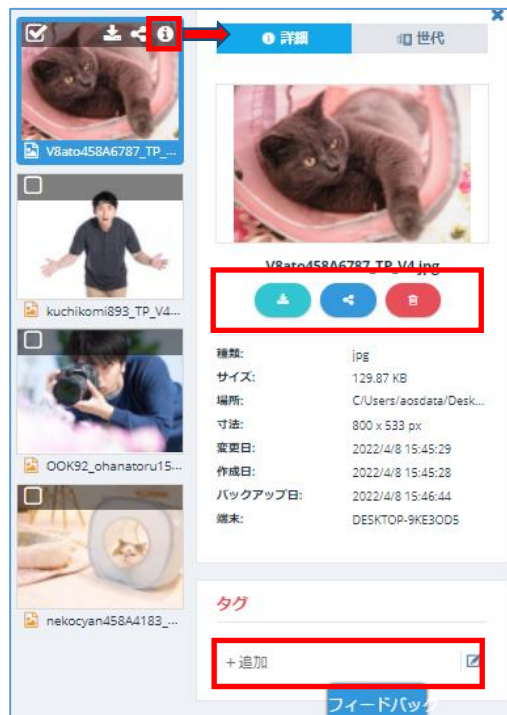 V8ato458A6787_TP_...
kuchikomi893_TP_V4...
OOK92_ohanatoru15...
nekocyan458A4183_...
詳細
世代
V8ato458A6787_TP_V4.jpg
種類: jpg
サイズ: 129.87 KB
場所: C/Users/aosdata/Desk...
寸法: 800 x 533 px
変更日: 2022/4/8 15:45:29
作成日: 2022/4/8 15:45:28
バックアップ日: 2022/4/8 15:46:44
端末: DESKTOP-9KE3OD5
タグ
+追加
フィードバック